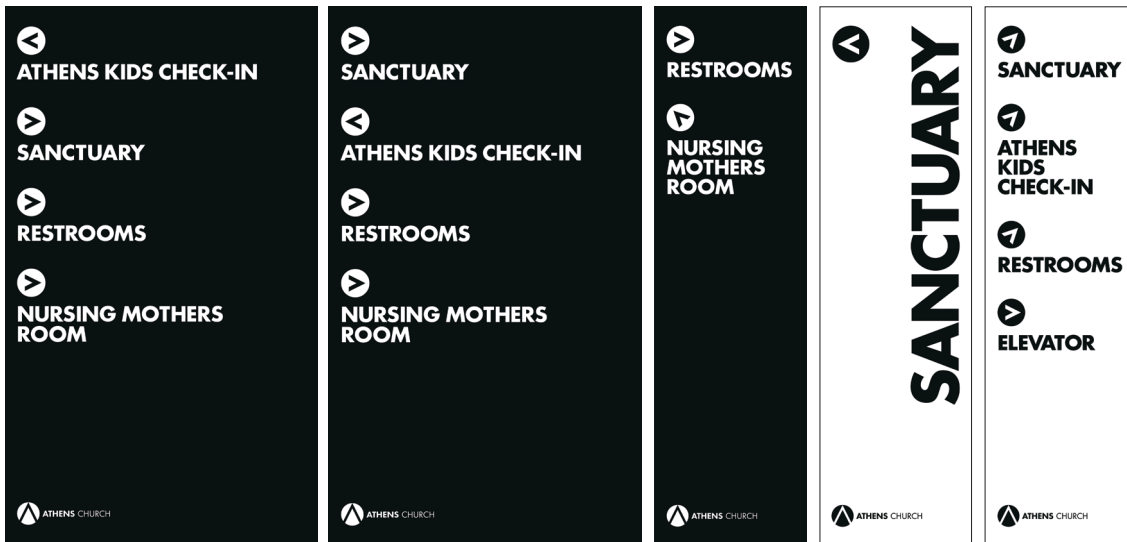 ATHENS KIDS CHECK-IN
SANCTUARY
RESTROOMS
NURSING MOTHERS
ROOM
ATHENS CHURCH
SANCTUARY
ATHENS KIDS CHECK-IN
RESTROOMS
NURSING MOTHERS
ROOM
ATHENS CHURCH
RESTROOMS
NURSING
MOTHERS
ROOM
ATHENS CHURCH
SANCTUARY
ATHENS CHURCH
SANCTUARY
ATHENS
KIDS
CHECK-IN
RESTROOMS
ELEVATOR
ATHENS CHURCH